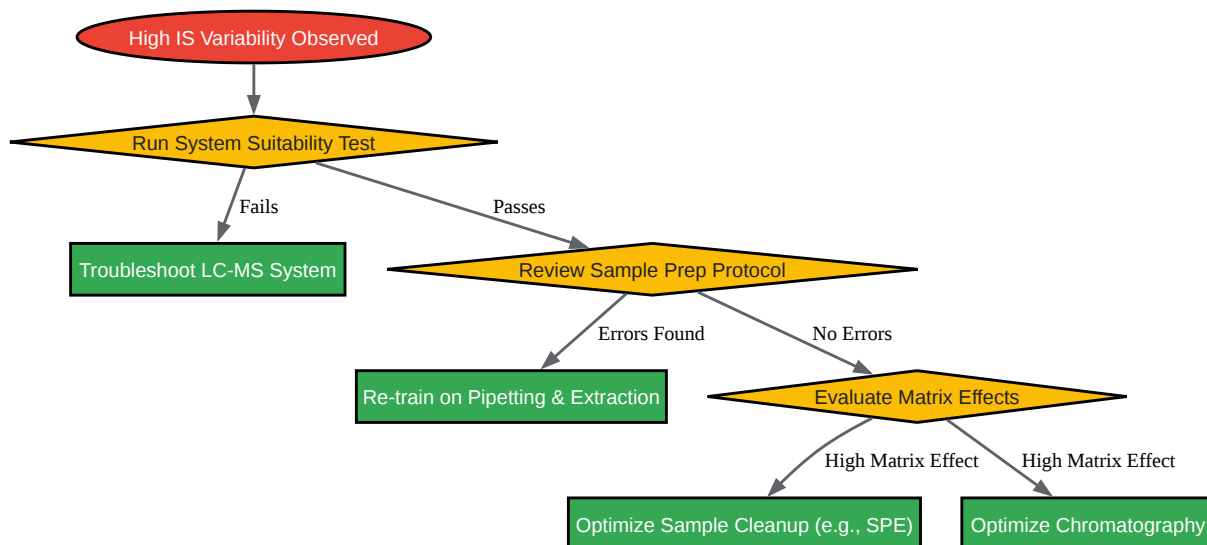 High IS Variability Observed
Run System Suitability Test
Fails
Passes
Troubleshoot LC-MS System
Review Sample Prep Protocol
Errors Found
No Errors
Re-train on Pipetting & Extraction
Evaluate Matrix Effects
High Matrix Effect
High Matrix Effect
Optimize Sample Cleanup (e.g., SPE)
Optimize Chromatography